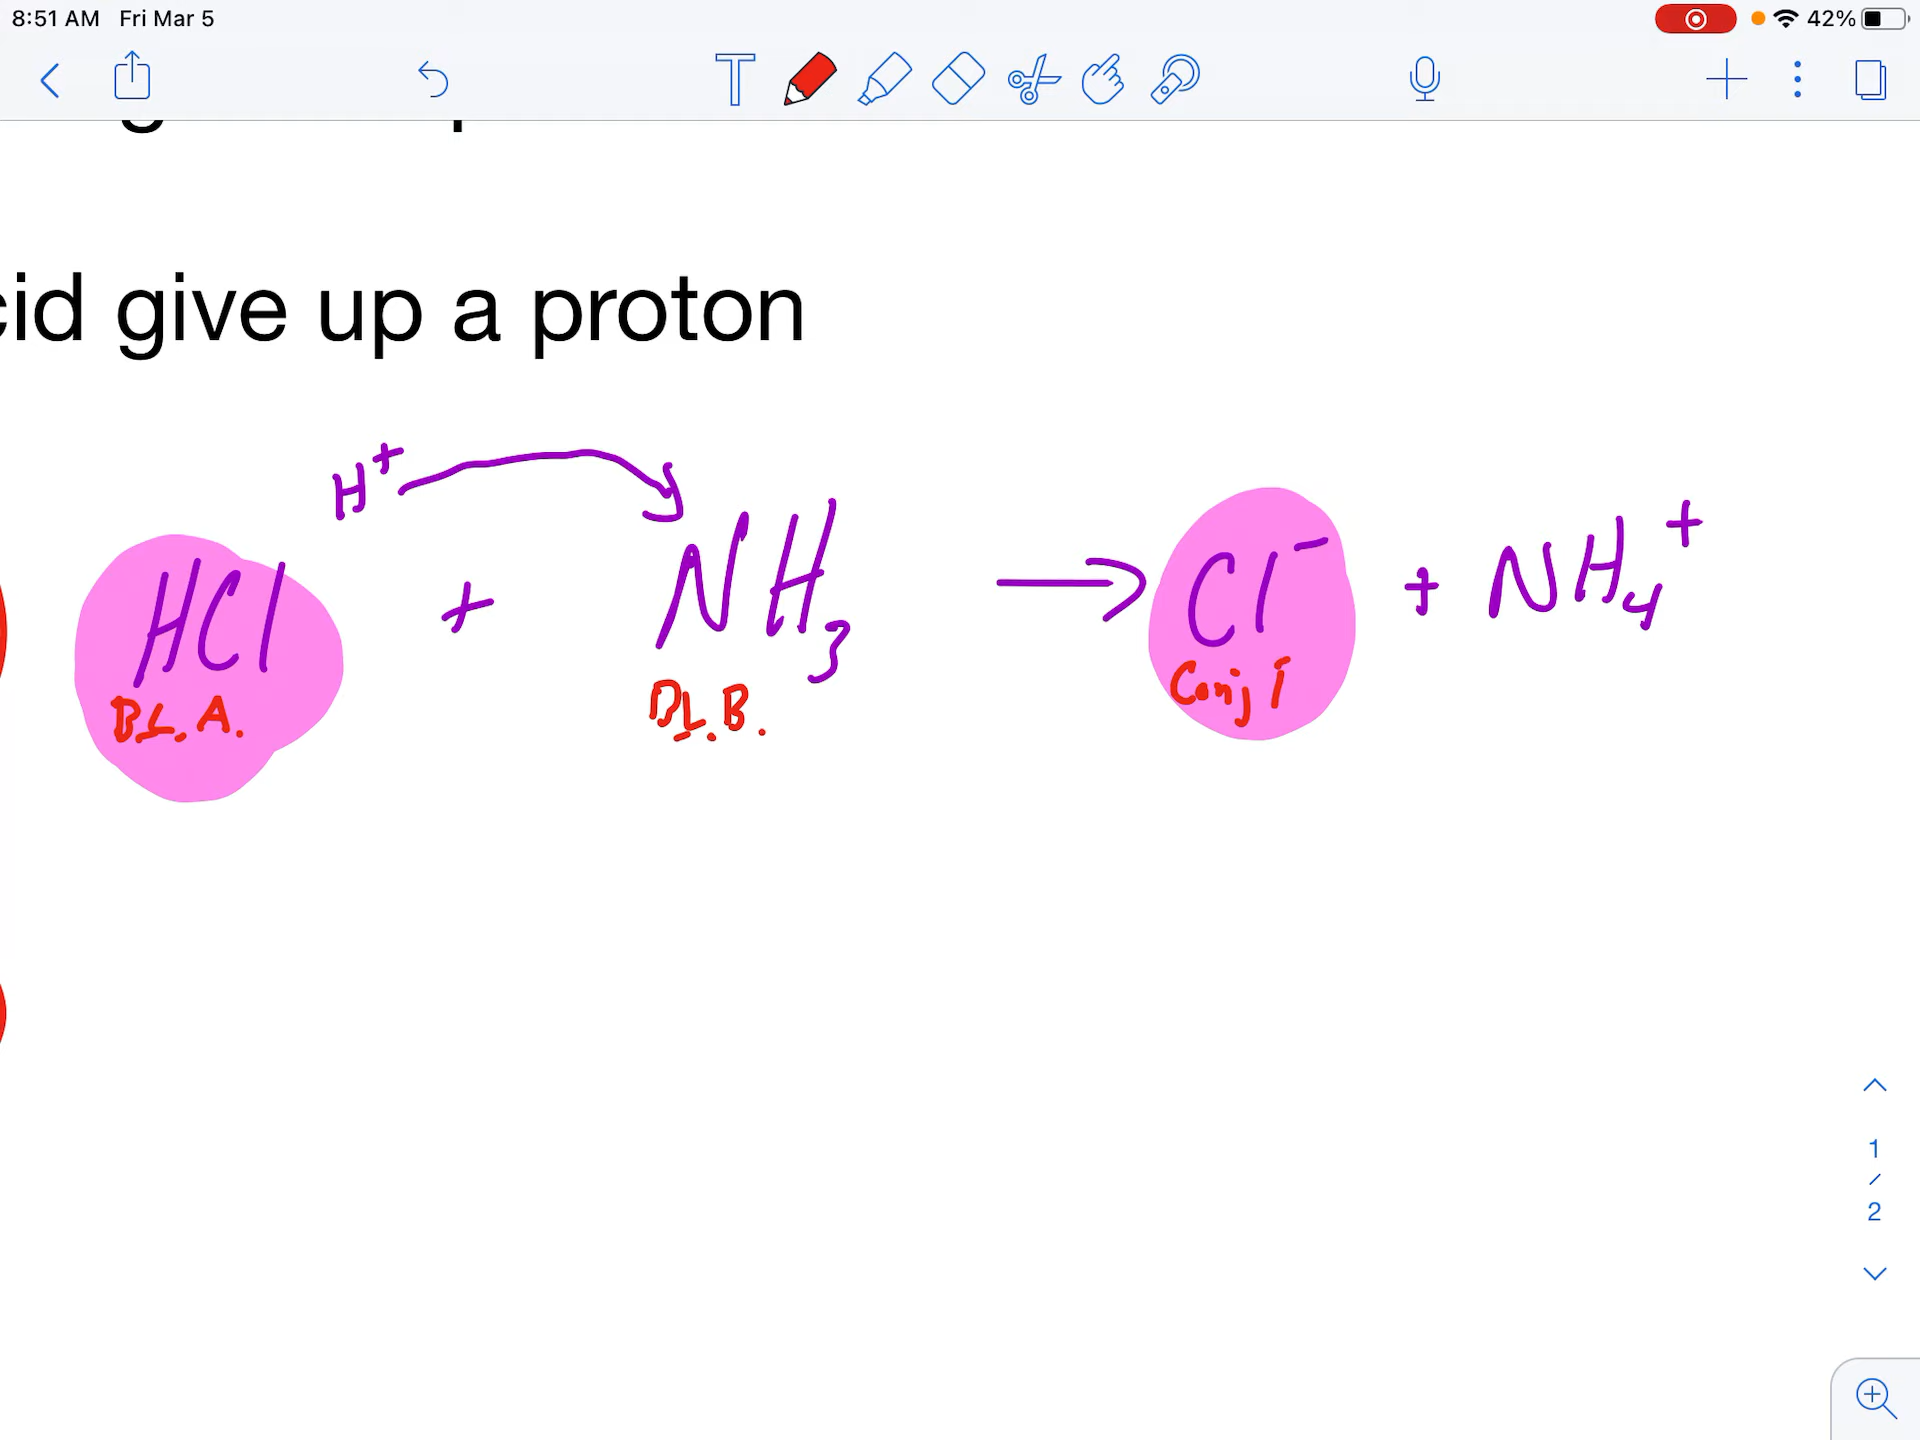 8:51 AM Fri Mar 5 42%
cid give up a proton
H⁺
HCl + NH₃ → Cl⁻ + NH₄⁺
B.L. A. B.L. B. Conj
1
/
2